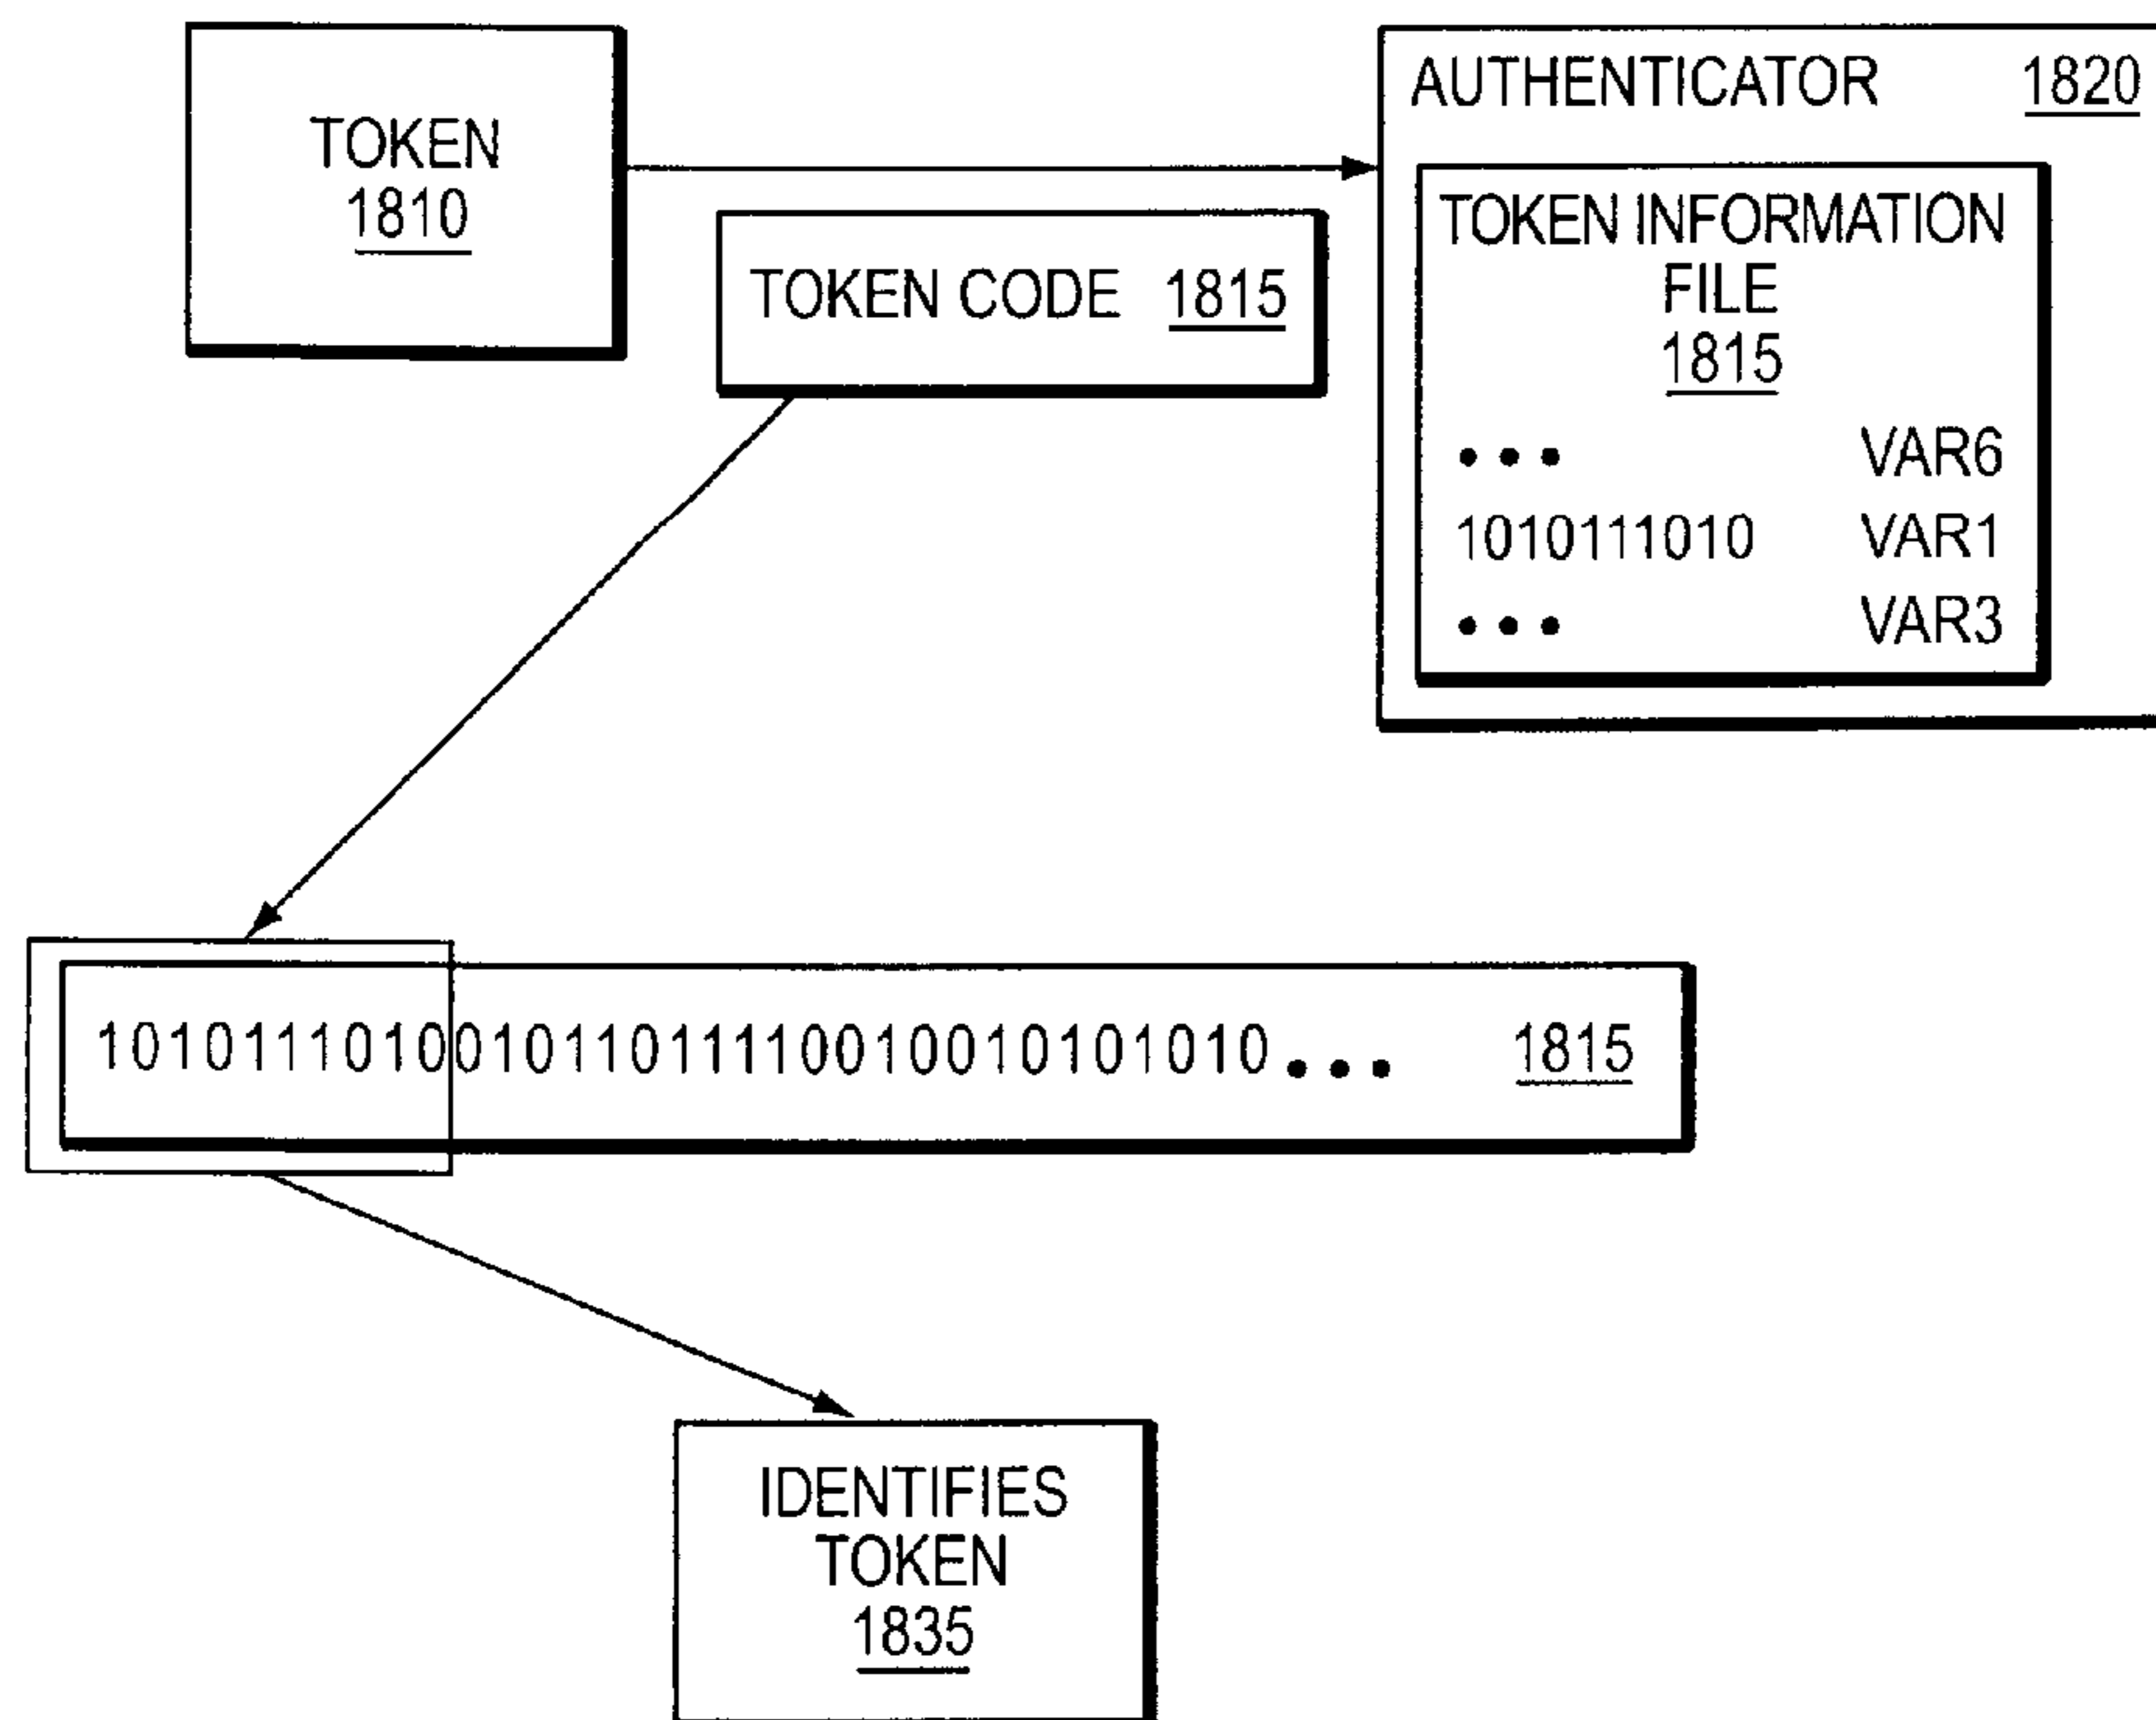 TOKEN
1810
TOKEN CODE 1815
AUTHENTICATOR 1820
TOKEN INFORMATION
FILE
1815
• • • VAR6
1010111010 VAR1
• • • VAR3
101011101001011011110010010101010 • • • 1815
IDENTIFIES
TOKEN
1835